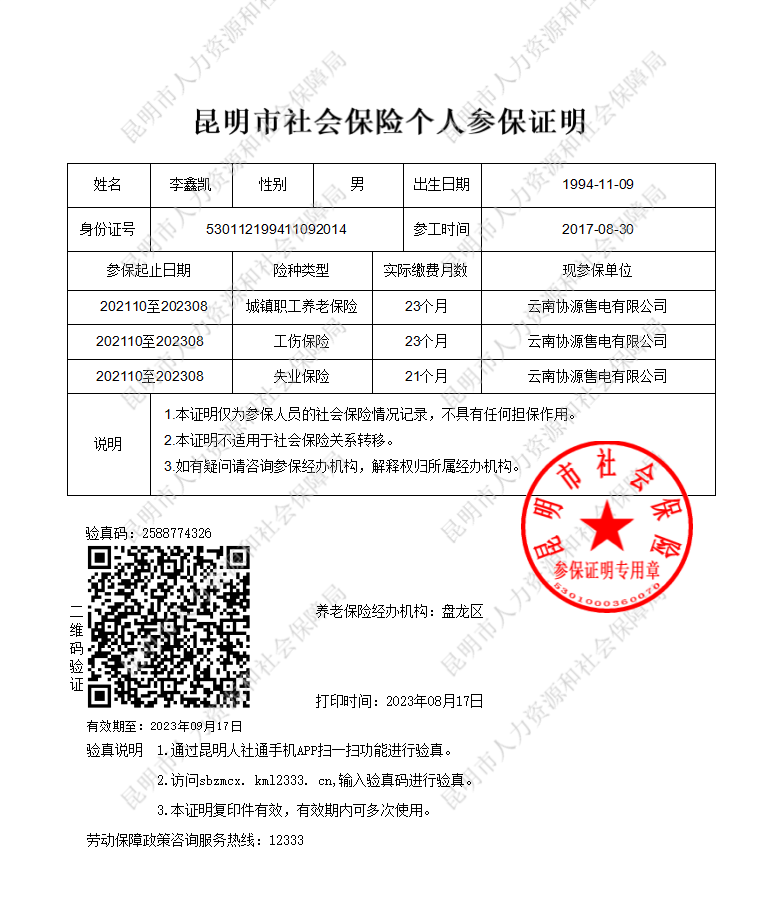 昆明市社会保险个人参保证明
姓名 李鑫凯 性别 男 出生日期 1994-11-09
身份证号 530112199411092014 参工时间 2017-08-30
参保起止日期 险种类型 实际缴费月数 现参保单位
202110至202308 城镇职工养老保险 23个月 云南协源售电有限公司
202110至202308 工伤保险 23个月 云南协源售电有限公司
202110至202308 失业保险 21个月 云南协源售电有限公司
说明
1.本证明仅为参保人员的社会保险情况记录，不具有任何担保作用。
2.本证明不适用于社会保险关系转移。
3.如有疑问请咨询参保经办机构，解释权归所属经办机构。
昆明市社会保险
参保证明专用章
5301000360070
验真码：2588774326
二维码验证
养老保险经办机构：盘龙区
打印时间：2023年08月17日
有效期至：2023年09月17日
验真说明 1.通过昆明人社通手机APP扫一扫功能进行验真。
2.访问sbzmcx. km12333. cn,输入验真码进行验真。
3.本证明复印件有效，有效期内可多次使用。
劳动保障政策咨询服务热线：12333
昆明市人力资源和社会保障局